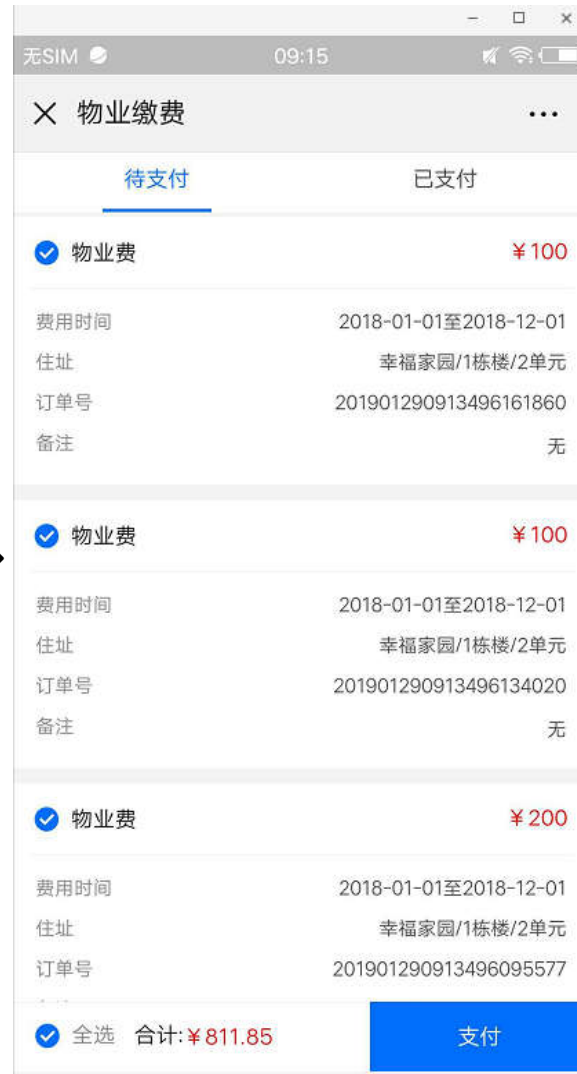 无SIM 09:15
物业缴费
待支付 已支付
物业费 ¥100
费用时间 2018-01-01至2018-12-01
住址 幸福家园/1栋楼/2单元
订单号 201901290913496161860
备注 无
物业费 ¥100
费用时间 2018-01-01至2018-12-01
住址 幸福家园/1栋楼/2单元
订单号 201901290913496134020
备注 无
物业费 ¥200
费用时间 2018-01-01至2018-12-01
住址 幸福家园/1栋楼/2单元
订单号 201901290913496095577
全选 合计:¥811.85 支付